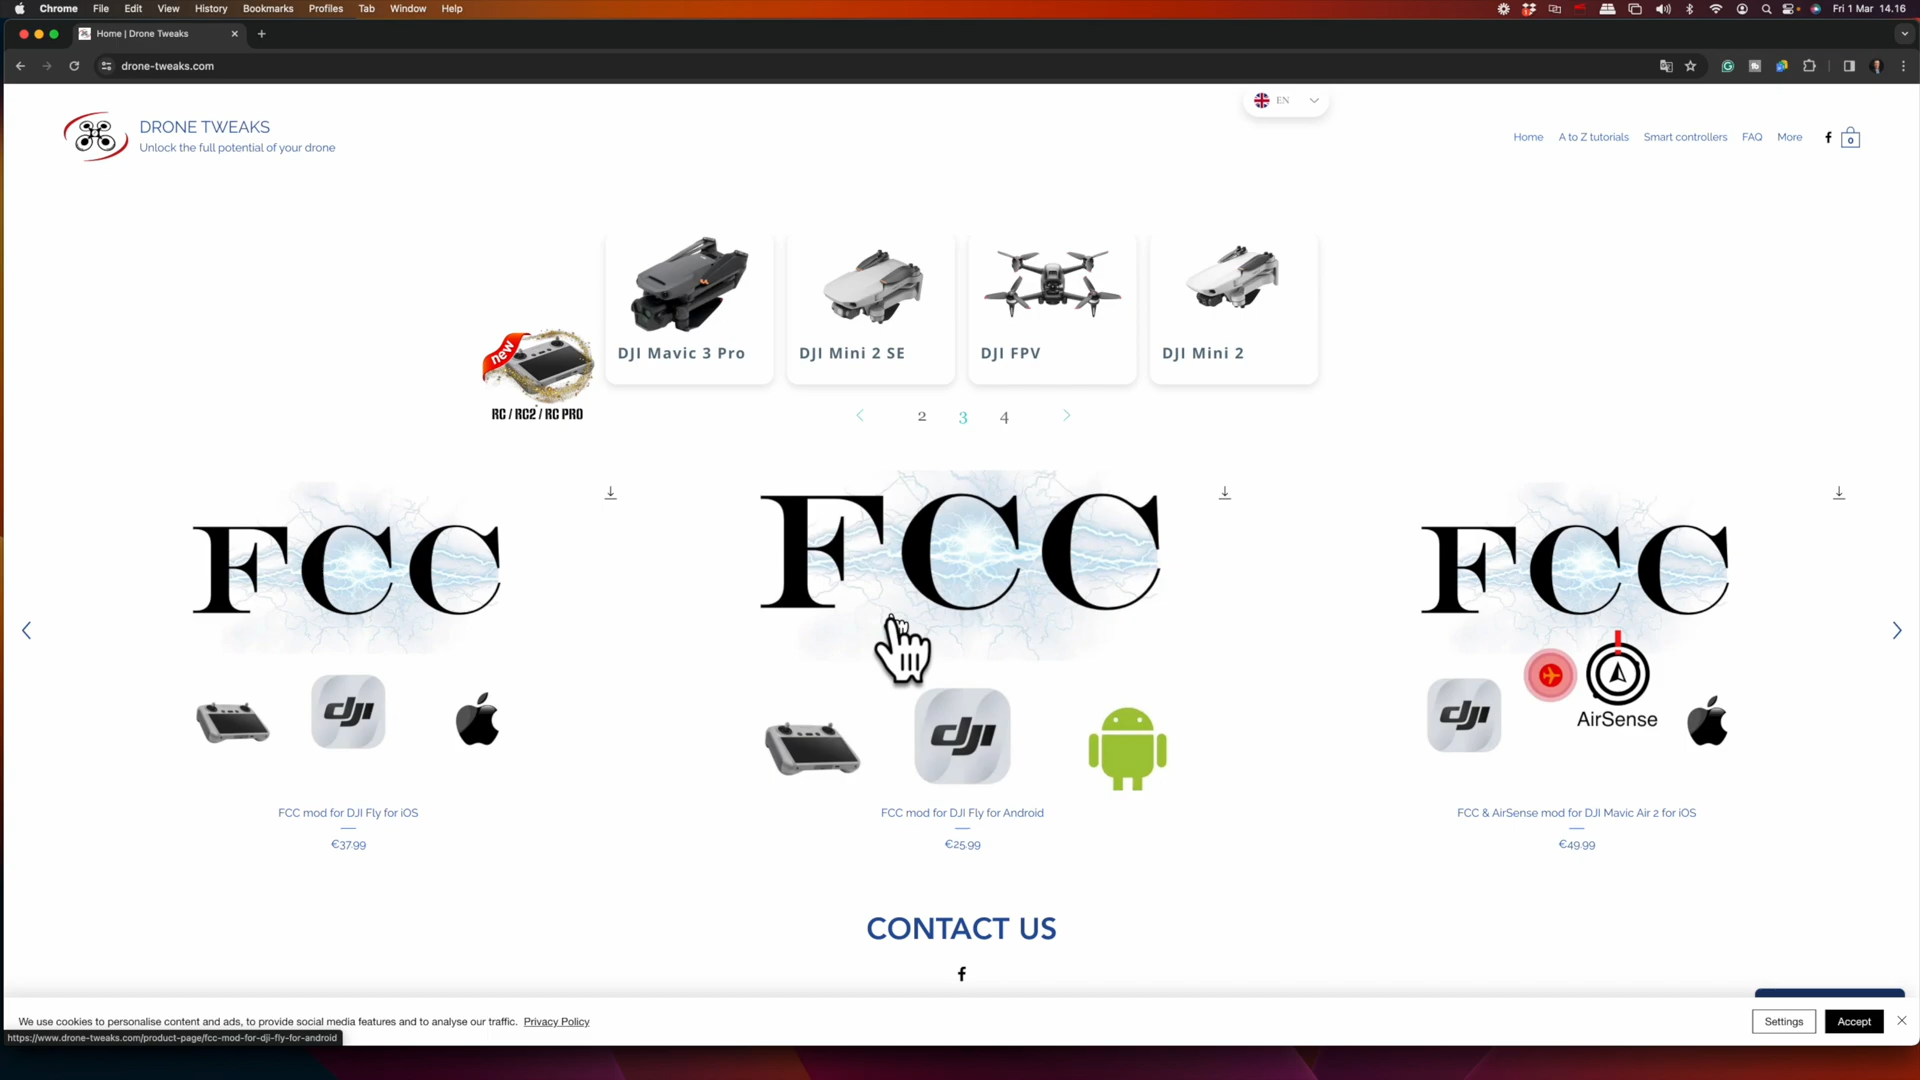 Chrome File Edit View History Bookmarks Profiles Tab Window Help Fri 1 Mar 14.16
Home | Drone Tweaks
drone-tweaks.com
EN
DRONE TWEAKS
Unlock the full potential of your drone
Home A to Z tutorials Smart controllers FAQ More 0
new
RC / RC2 / RC PRO
DJI Mavic 3 Pro DJI Mini 2 SE DJI FPV DJI Mini 2
2 3 4
FCC FCC FCC
dji dji dji
AirSense
FCC mod for DJI Fly for iOS FCC mod for DJI Fly for Android FCC & AirSense mod for DJI Mavic Air 2 for iOS
€37.99 €25.99 €49.99
CONTACT US
We use cookies to personalise content and ads, to provide social media features and to analyse our traffic. Privacy Policy
Settings Accept
https://www.drone-tweaks.com/product-page/fcc-mod-for-dji-fly-for-android